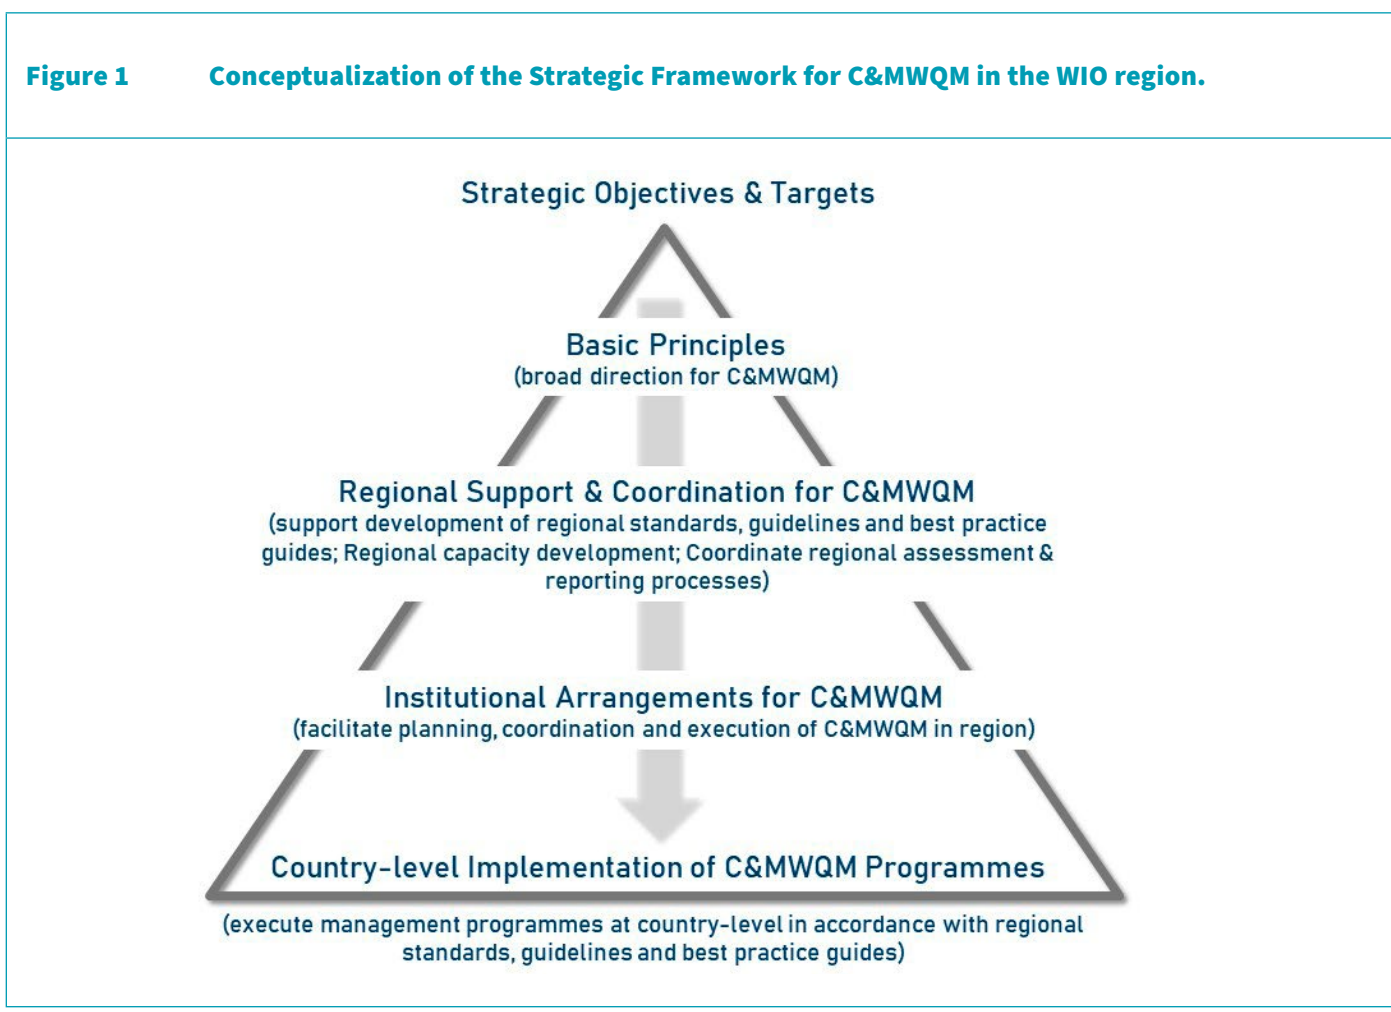 Figure 1 Conceptualization of the Strategic Framework for C&MWQM in the WIO region.
Strategic Objectives & Targets
Basic Principles
(broad direction for C&MWQM)
Regional Support & Coordination for C&MWQM
(support development of regional standards, guidelines and best practice
guides; Regional capacity development; Coordinate regional assessment &
reporting processes)
Institutional Arrangements for C&MWQM
(facilitate planning, coordination and execution of C&MWQM in region)
Country-level Implementation of C&MWQM Programmes
(execute management programmes at country-level in accordance with regional
standards, guidelines and best practice guides)